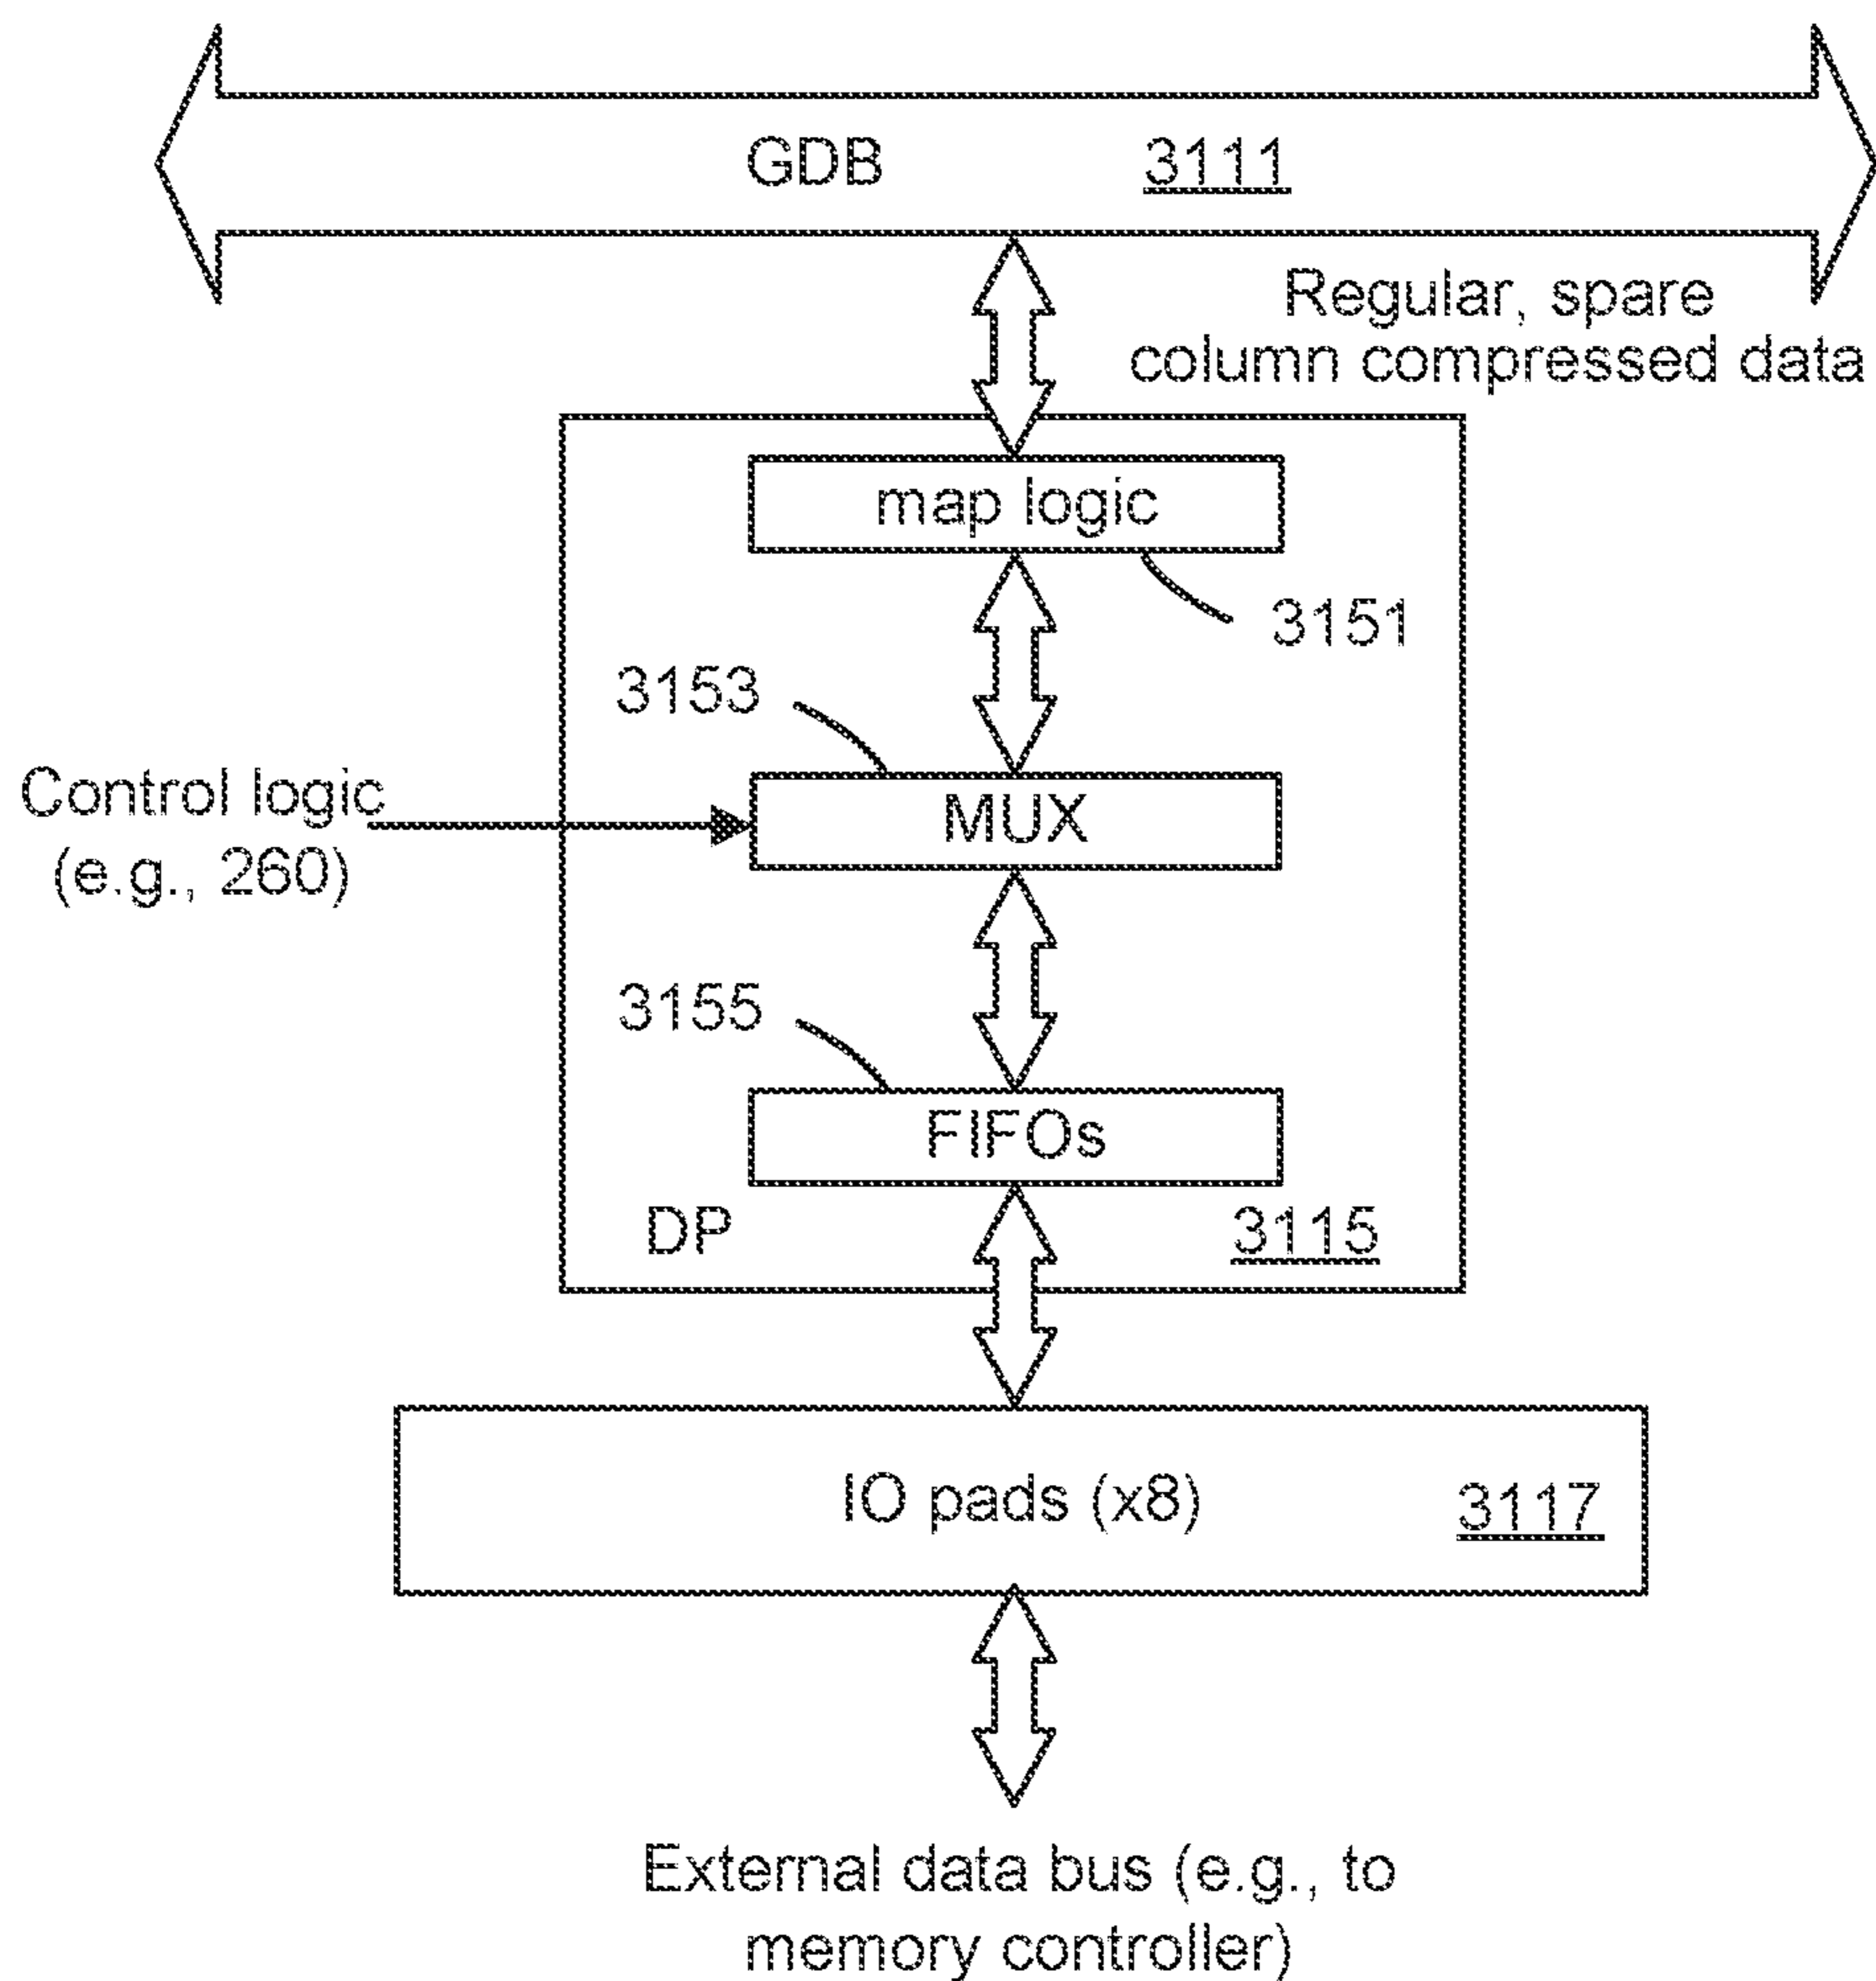 GDB 3111
Regular, spare
column compressed data
map logic
3151
3153
Control logic
(e.g., 260)
MUX
3155
FIFOs
DP 3115
IO pads (x8) 3117
External data bus (e.g., to
memory controller)